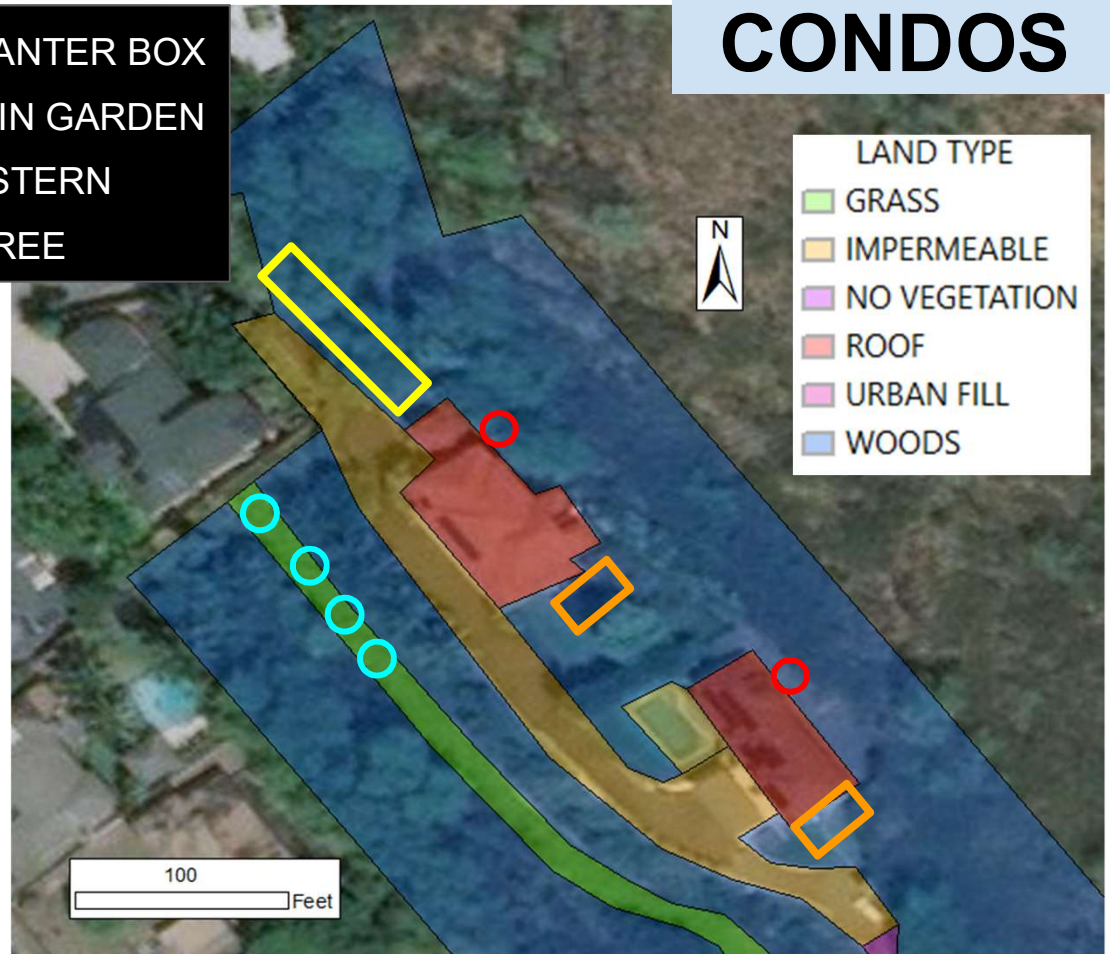 ANTER BOX
IN GARDEN
STERN
REE
CONDOS
LAND TYPE
GRASS
IMPERMEABLE
NO VEGETATION
ROOF
URBAN FILL
WOODS
N
100
Feet